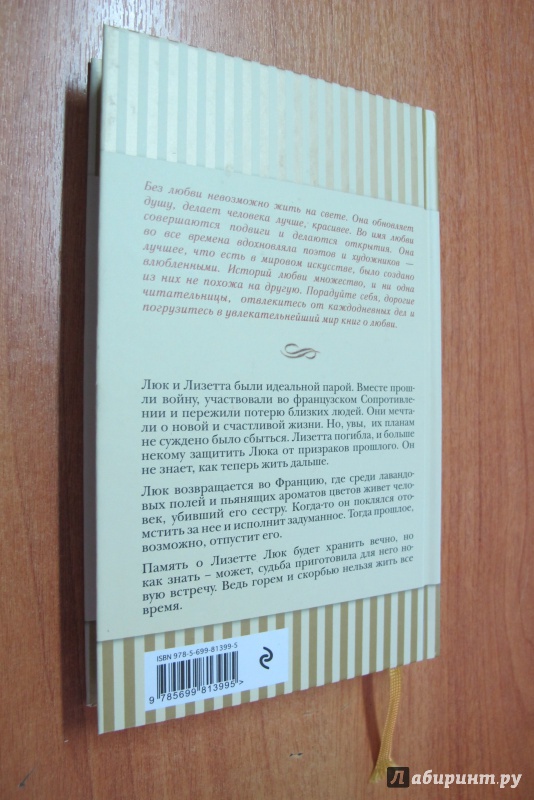 Без любви невозможно жить на свете. Она обновляет
душу, делает человека лучше, красивее. Во имя любви
совершаются подвиги и делаются открытия. Она
во все времена вдохновляла поэтов и художников —
лучшее, что есть в мировом искусстве, было создано
влюбленными. Историй любви множество, и ни одна
из них не похожа на другую. Порадуйте себя, дорогие
читательницы, отвлекитесь от каждодневных дел и
погрузитесь в увлекательнейший мир книг о любви.
Люк и Лизетта были идеальной парой. Вместе прош-
ли войну, участвовали во французском Сопротивле-
нии и пережили потерю близких людей. Они мечта-
ли о новой и счастливой жизни. Но, увы, их планам
не суждено было сбыться. Лизетта погибла, и больше
некому защитить Люка от призраков прошлого. Он
не знает, как теперь жить дальше.
Люк возвращается во Францию, где среди лавандо-
вых полей и пьянящих ароматов цветов живет чело-
век, убивший его сестру. Когда-то он поклялся ото-
мстить за нее и исполнит задуманное. Тогда прошлое,
возможно, отпустит его.
Память о Лизетте Люк будет хранить вечно, но
как знать – может, судьба приготовила для него но-
вую встречу. Ведь горем и скорбью нельзя жить все
время.
ISBN 978-5-699-81399-5
9 785699 813995>
Лабиринт.ру